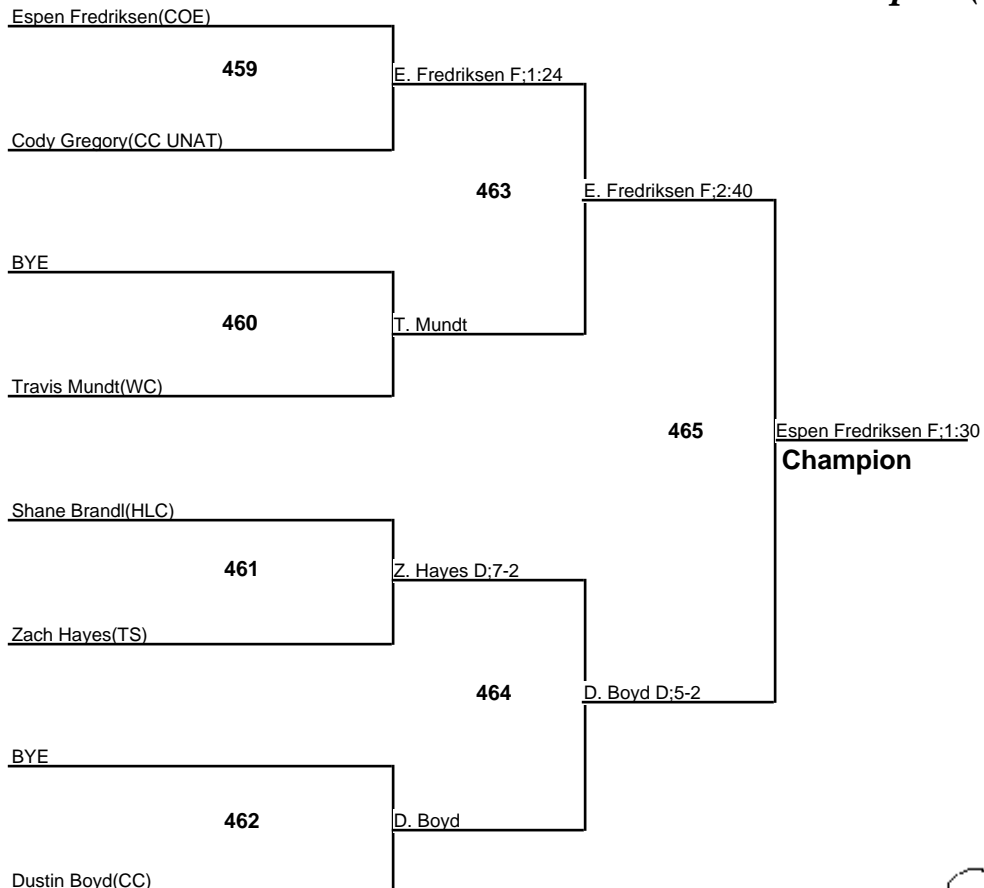 Espen Fredriksen(COE)
459
E. Fredriksen F;1:24
Cody Gregory(CC UNAT)
463
E. Fredriksen F;2:40
BYE
460
T. Mundt
Travis Mundt(WC)
465
Espen Fredriksen F;1:30
Champion
Shane Brandl(HLC)
461
Z. Hayes D;7-2
Zach Hayes(TS)
464
D. Boyd D;5-2
BYE
462
D. Boyd
Dustin Boyd(CC)